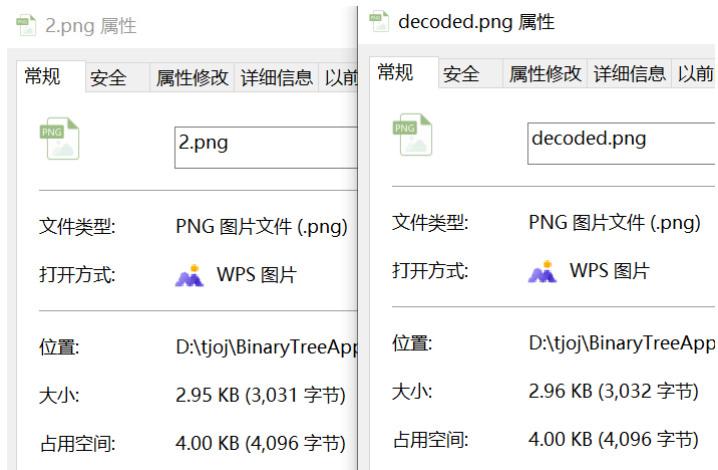 2.png 属性
常规 安全 属性修改 详细信息 以前
PNG
2.png
文件类型: PNG 图片文件 (.png)
打开方式: WPS 图片
位置: D:\tjoj\BinaryTreeApp
大小: 2.95 KB (3,031 字节)
占用空间: 4.00 KB (4,096 字节)
decoded.png 属性
常规 安全 属性修改 详细信息 以前
PNG
decoded.png
文件类型: PNG 图片文件 (.png)
打开方式: WPS 图片
位置: D:\tjoj\BinaryTreeApp
大小: 2.96 KB (3,032 字节)
占用空间: 4.00 KB (4,096 字节)